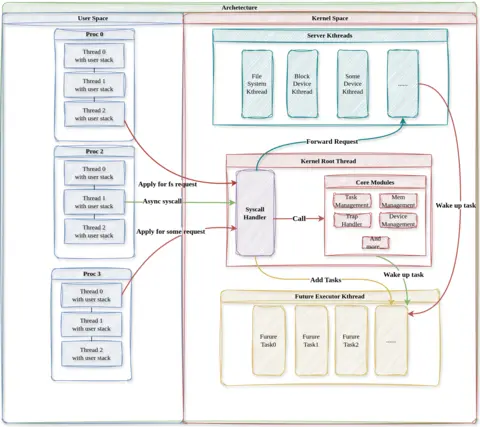 Archetecture
User Space
Kernel Space
Proc 0
Thread 0
with user stack
Thread 1
with user stack
Thread 2
with user stack
Proc 2
Thread 0
with user stack
Thread 1
with user stack
Thread 2
with user stack
Proc 3
Thread 0
with user stack
Thread 1
with user stack
Thread 2
with user stack
Apply for fs request
Async syscall
Apply for some request
Server Kthreads
File
System
Kthread
Block
Device
Kthread
Some
Device
Kthread
......
Forward Request
Kernel Root Thread
Syscall
Handler
Call
Core Modules
Task
Management
Mem
Management
Trap
Handler
Device
Management
And
more....
Wake up task
Wake up task
Add Tasks
Future Executor Kthread
Future
Task0
Future
Task1
Future
Task2
......